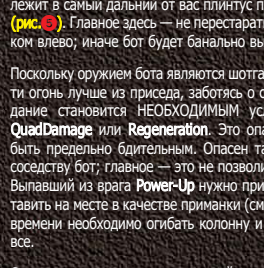 лежит в самый дальний от вас плинтус п
(рис.5). Главное здесь — не перестарат
ком влево; иначе бот будет банально вы
Поскольку оружием бота являются шотга
ти огонь лучше из приседа, заботясь о с
дание становится НЕОБХОДИМЫМ ус
QuadDamage или Regeneration. Это опа
быть предельно бдительным. Опасен та
соседству бот; главное — это не позволи
Выпавший из врага Power-Up нужно при
тавить на месте в качестве приманки (см
времени необходимо огибать колонну и
все.